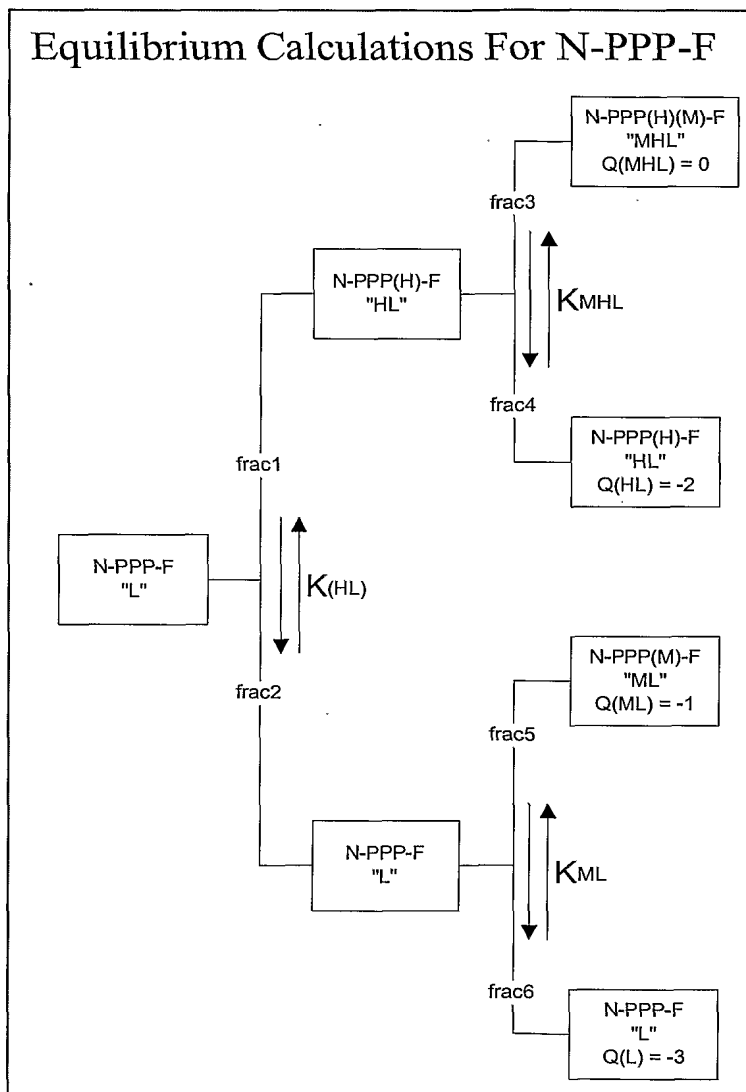 Equilibrium Calculations For N-PPP-F
N-PPP(H)(M)-F
"MHL"
Q(MHL) = 0
frac3
N-PPP(H)-F
"HL"
KMHL
frac4
N-PPP(H)-F
"HL"
Q(HL) = -2
frac1
N-PPP-F
"L"
K(HL)
frac2
N-PPP(M)-F
"ML"
Q(ML) = -1
frac5
N-PPP-F
"L"
KML
frac6
N-PPP-F
"L"
Q(L) = -3